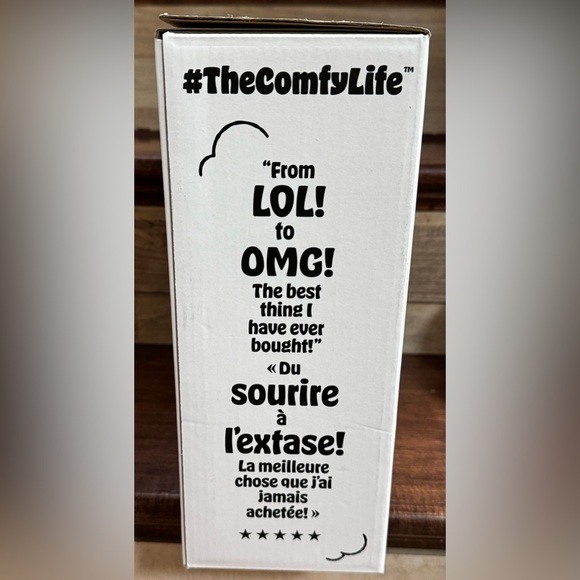 #TheComfyLife™
“From
LOL!
to
OMG!
The best
thing I
have ever
bought!”
« Du
sourire
à
l’extase!
La meilleure
chose que j’ai
jamais
achetée! »
★★★★★